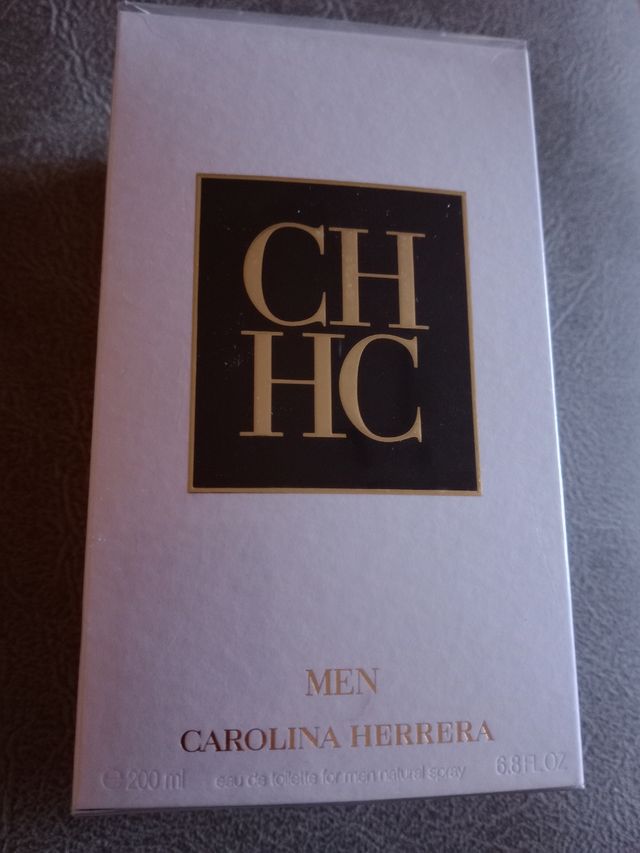 CH
HC
MEN
CAROLINA HERRERA
℮ 200 ml eau de toilette for men natural spray 6.8 FL.OZ